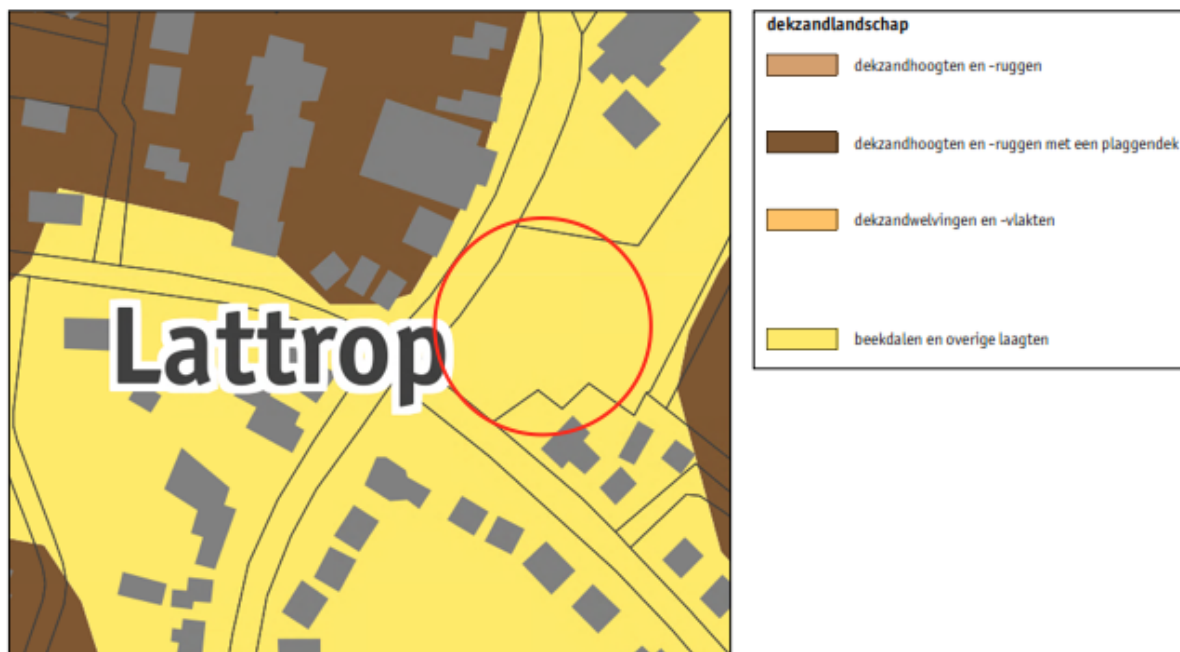 Lattrop
dekzandlandschap
dekzandhoogten en -ruggen
dekzandhoogten en -ruggen met een plaggendek
dekzandwelvingen en -vlakten
beekdalen en overige laagten